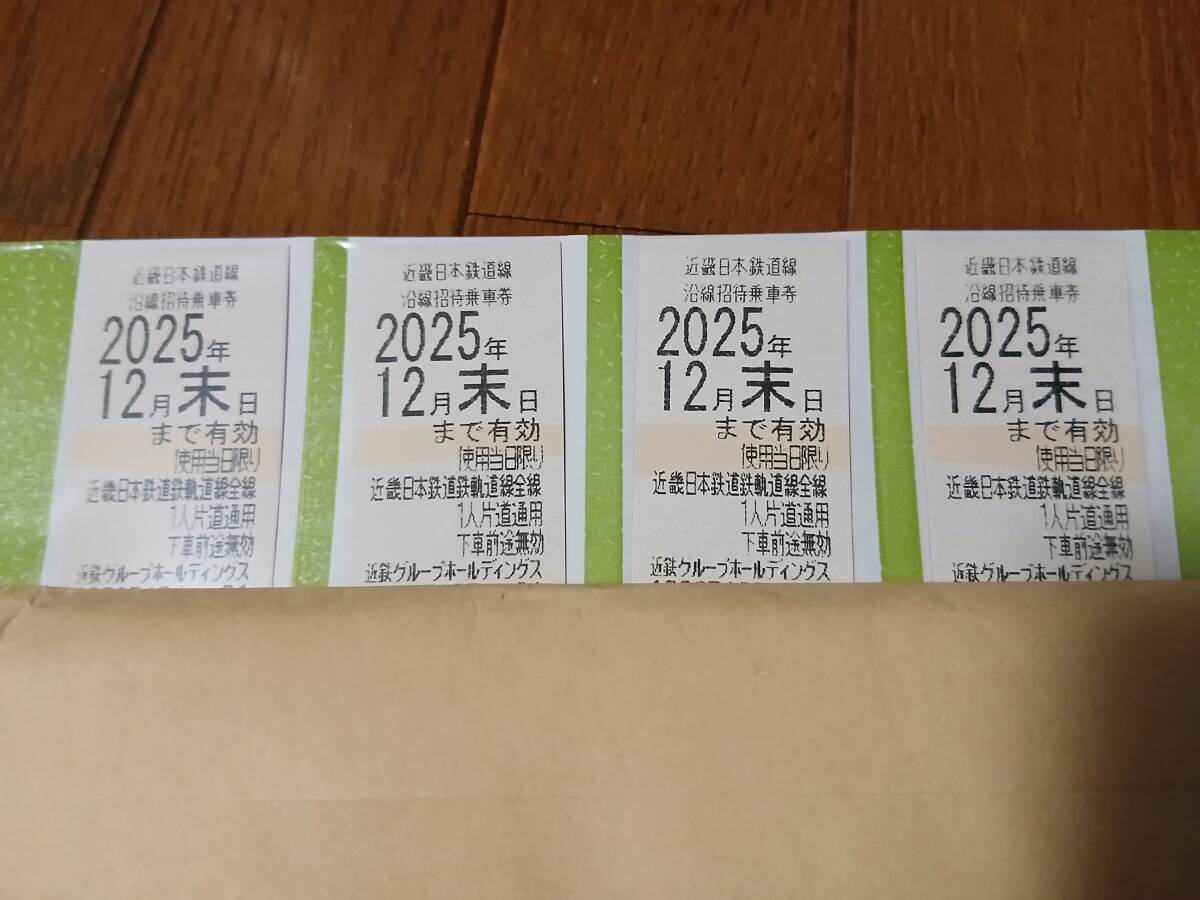 近畿日本鉄道線
沿線招待乗車券
2025年
12月末日
まで有効
使用当日限り
近畿日本鉄道鉄軌道線全線
1人片道通用
下車前途無効
近鉄グループホールディングス
近畿日本鉄道線
沿線招待乗車券
2025年
12月末日
まで有効
使用当日限り
近畿日本鉄道鉄軌道線全線
1人片道通用
下車前途無効
近鉄グループホールディングス
近畿日本鉄道線
沿線招待乗車券
2025年
12月末日
まで有効
使用当日限り
近畿日本鉄道鉄軌道線全線
1人片道通用
下車前途無効
近鉄グループホールディングス
近畿日本鉄道線
沿線招待乗車券
2025年
12月末日
まで有効
使用当日限り
近畿日本鉄道鉄軌道線全線
1人片道通用
下車前途無効
近鉄グループホールディングス